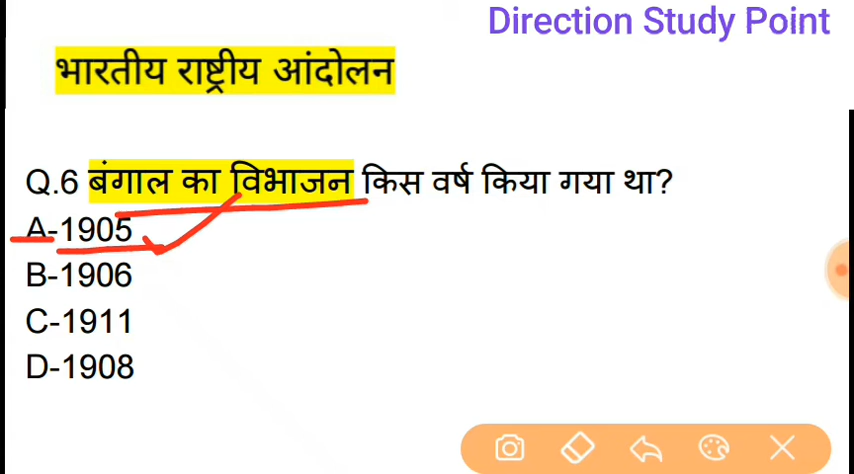 Direction Study Point
भारतीय राष्ट्रीय आंदोलन
Q.6 बंगाल का विभाजन किस वर्ष किया गया था?
A-1905
B-1906
C-1911
D-1908